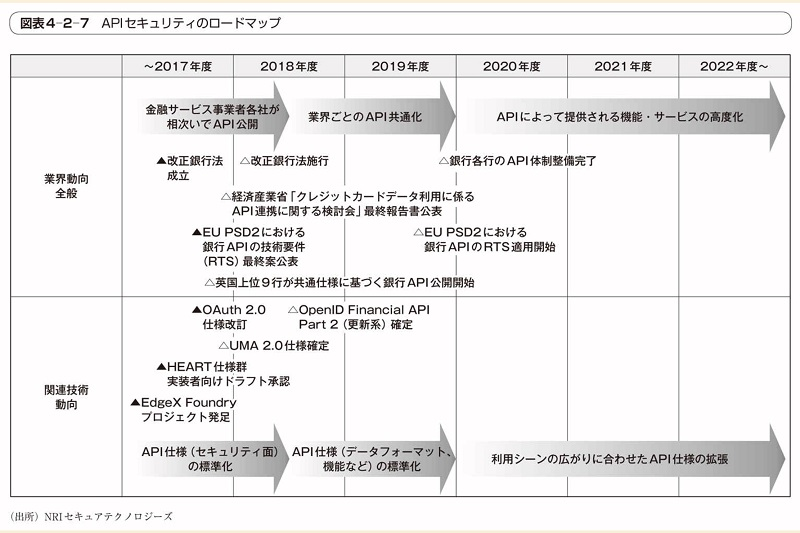 図表4-2-7 APIセキュリティのロードマップ
～2017年度 2018年度 2019年度 2020年度 2021年度 2022年度～
業界動向
全般
金融サービス事業者各社が
相次いでAPI公開
業界ごとのAPI共通化
APIによって提供される機能・サービスの高度化
▲改正銀行法
成立
△改正銀行法施行
△銀行各行のAPI体制整備完了
△経済産業省「クレジットカードデータ利用に係る
API連携に関する検討会」最終報告書公表
▲EU PSD2における
銀行APIの技術要件
（RTS）最終案公表
△EU PSD2における
銀行APIのRTS適用開始
△英国上位9行が共通仕様に基づく銀行API公開開始
関連技術
動向
▲OAuth 2.0
仕様改訂
△OpenID Financial API
Part 2（更新系）確定
△UMA 2.0仕様確定
▲HEART仕様群
実装者向けドラフト承認
▲EdgeX Foundry
プロジェクト発足
API仕様（セキュリティ面）
の標準化
API仕様（データフォーマット、
機能など）の標準化
利用シーンの広がりに合わせたAPI仕様の拡張
（出所）NRIセキュアテクノロジーズ